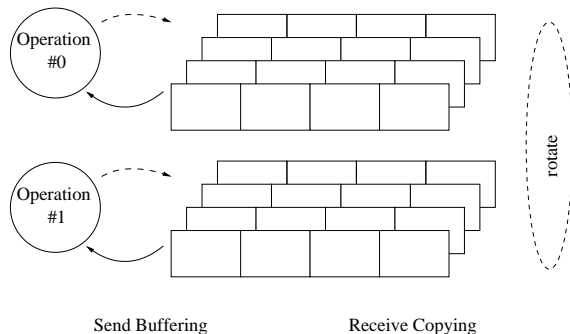 Operation
#0
rotate
Operation
#1
Send Buffering
Receive Copying